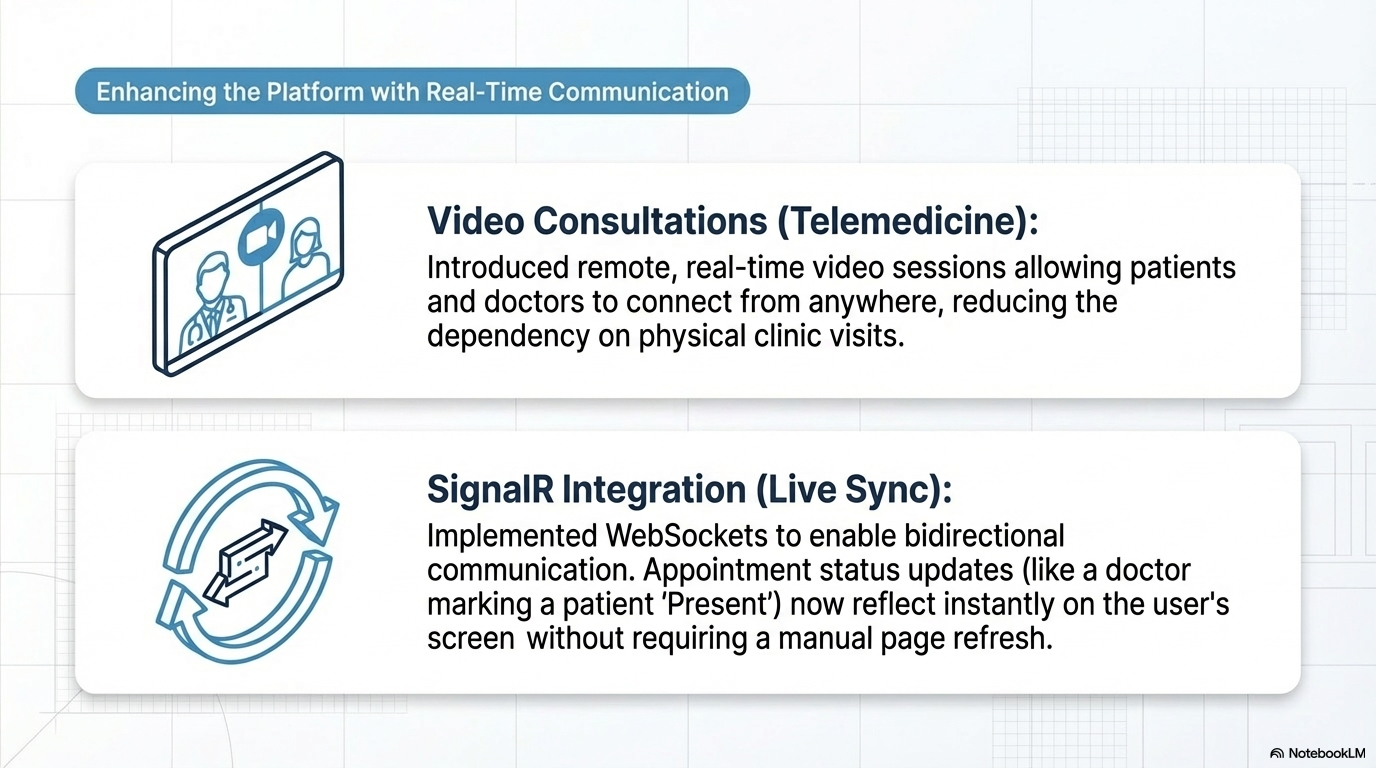 Enhancing the Platform with Real-Time Communication
Video Consultations (Telemedicine):
Introduced remote, real-time video sessions allowing patients
and doctors to connect from anywhere, reducing the
dependency on physical clinic visits.
SignalR Integration (Live Sync):
Implemented WebSockets to enable bidirectional
communication. Appointment status updates (like a doctor
marking a patient ‘Present’) now reflect instantly on the user's
screen without requiring a manual page refresh.
NotebookLM